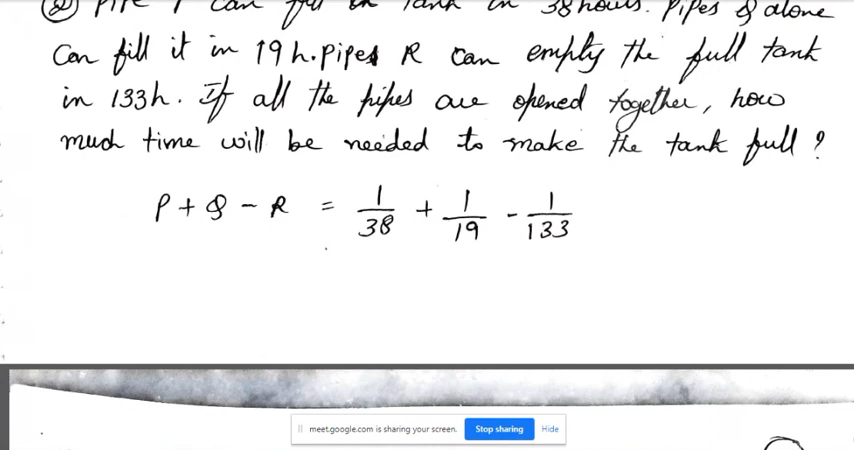 in 38 hours. Pipes Q alone
Can fill it in 19 h. Pipes R can empty the full tank
in 133h. If all the pipes are opened together, how
much time will be needed to make the tank full ?
P + Q - R = 1/38 + 1/19 - 1/133
meet.google.com is sharing your screen. Stop sharing Hide